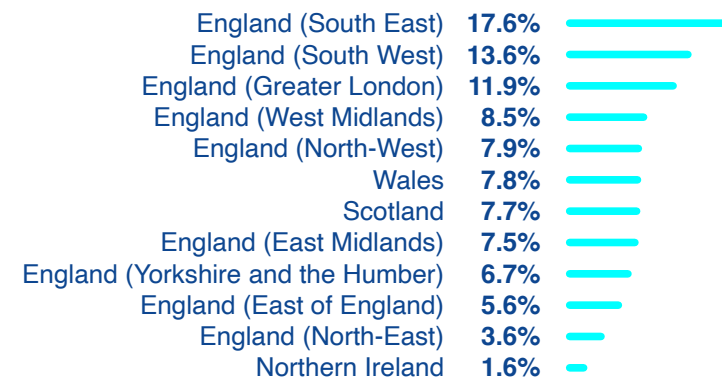 England (South East) 17.6%
England (South West) 13.6%
England (Greater London) 11.9%
England (West Midlands) 8.5%
England (North-West) 7.9%
Wales 7.8%
Scotland 7.7%
England (East Midlands) 7.5%
England (Yorkshire and the Humber) 6.7%
England (East of England) 5.6%
England (North-East) 3.6%
Northern Ireland 1.6%